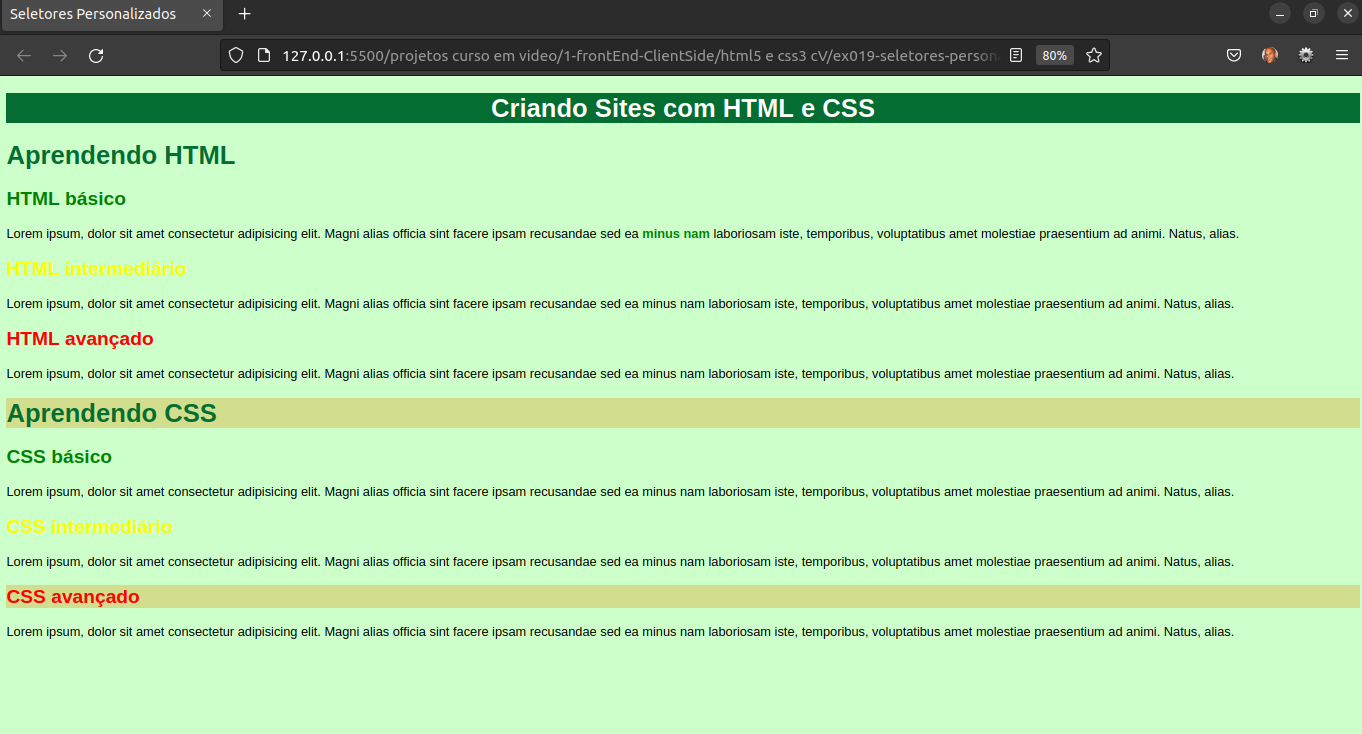 Seletores Personalizados
127.0.0.1:5500/projetos curso em video/1-frontEnd-ClientSide/html5 e css3 cV/ex019-seletores-person
80%
Criando Sites com HTML e CSS
Aprendendo HTML
HTML básico
Lorem ipsum, dolor sit amet consectetur adipisicing elit. Magni alias officia sint facere ipsam recusandae sed ea minus nam laboriosam iste, temporibus, voluptatibus amet molestiae praesentium ad animi. Natus, alias.
HTML intermediário
Lorem ipsum, dolor sit amet consectetur adipisicing elit. Magni alias officia sint facere ipsam recusandae sed ea minus nam laboriosam iste, temporibus, voluptatibus amet molestiae praesentium ad animi. Natus, alias.
HTML avançado
Lorem ipsum, dolor sit amet consectetur adipisicing elit. Magni alias officia sint facere ipsam recusandae sed ea minus nam laboriosam iste, temporibus, voluptatibus amet molestiae praesentium ad animi. Natus, alias.
Aprendendo CSS
CSS básico
Lorem ipsum, dolor sit amet consectetur adipisicing elit. Magni alias officia sint facere ipsam recusandae sed ea minus nam laboriosam iste, temporibus, voluptatibus amet molestiae praesentium ad animi. Natus, alias.
CSS intermediário
Lorem ipsum, dolor sit amet consectetur adipisicing elit. Magni alias officia sint facere ipsam recusandae sed ea minus nam laboriosam iste, temporibus, voluptatibus amet molestiae praesentium ad animi. Natus, alias.
CSS avançado
Lorem ipsum, dolor sit amet consectetur adipisicing elit. Magni alias officia sint facere ipsam recusandae sed ea minus nam laboriosam iste, temporibus, voluptatibus amet molestiae praesentium ad animi. Natus, alias.